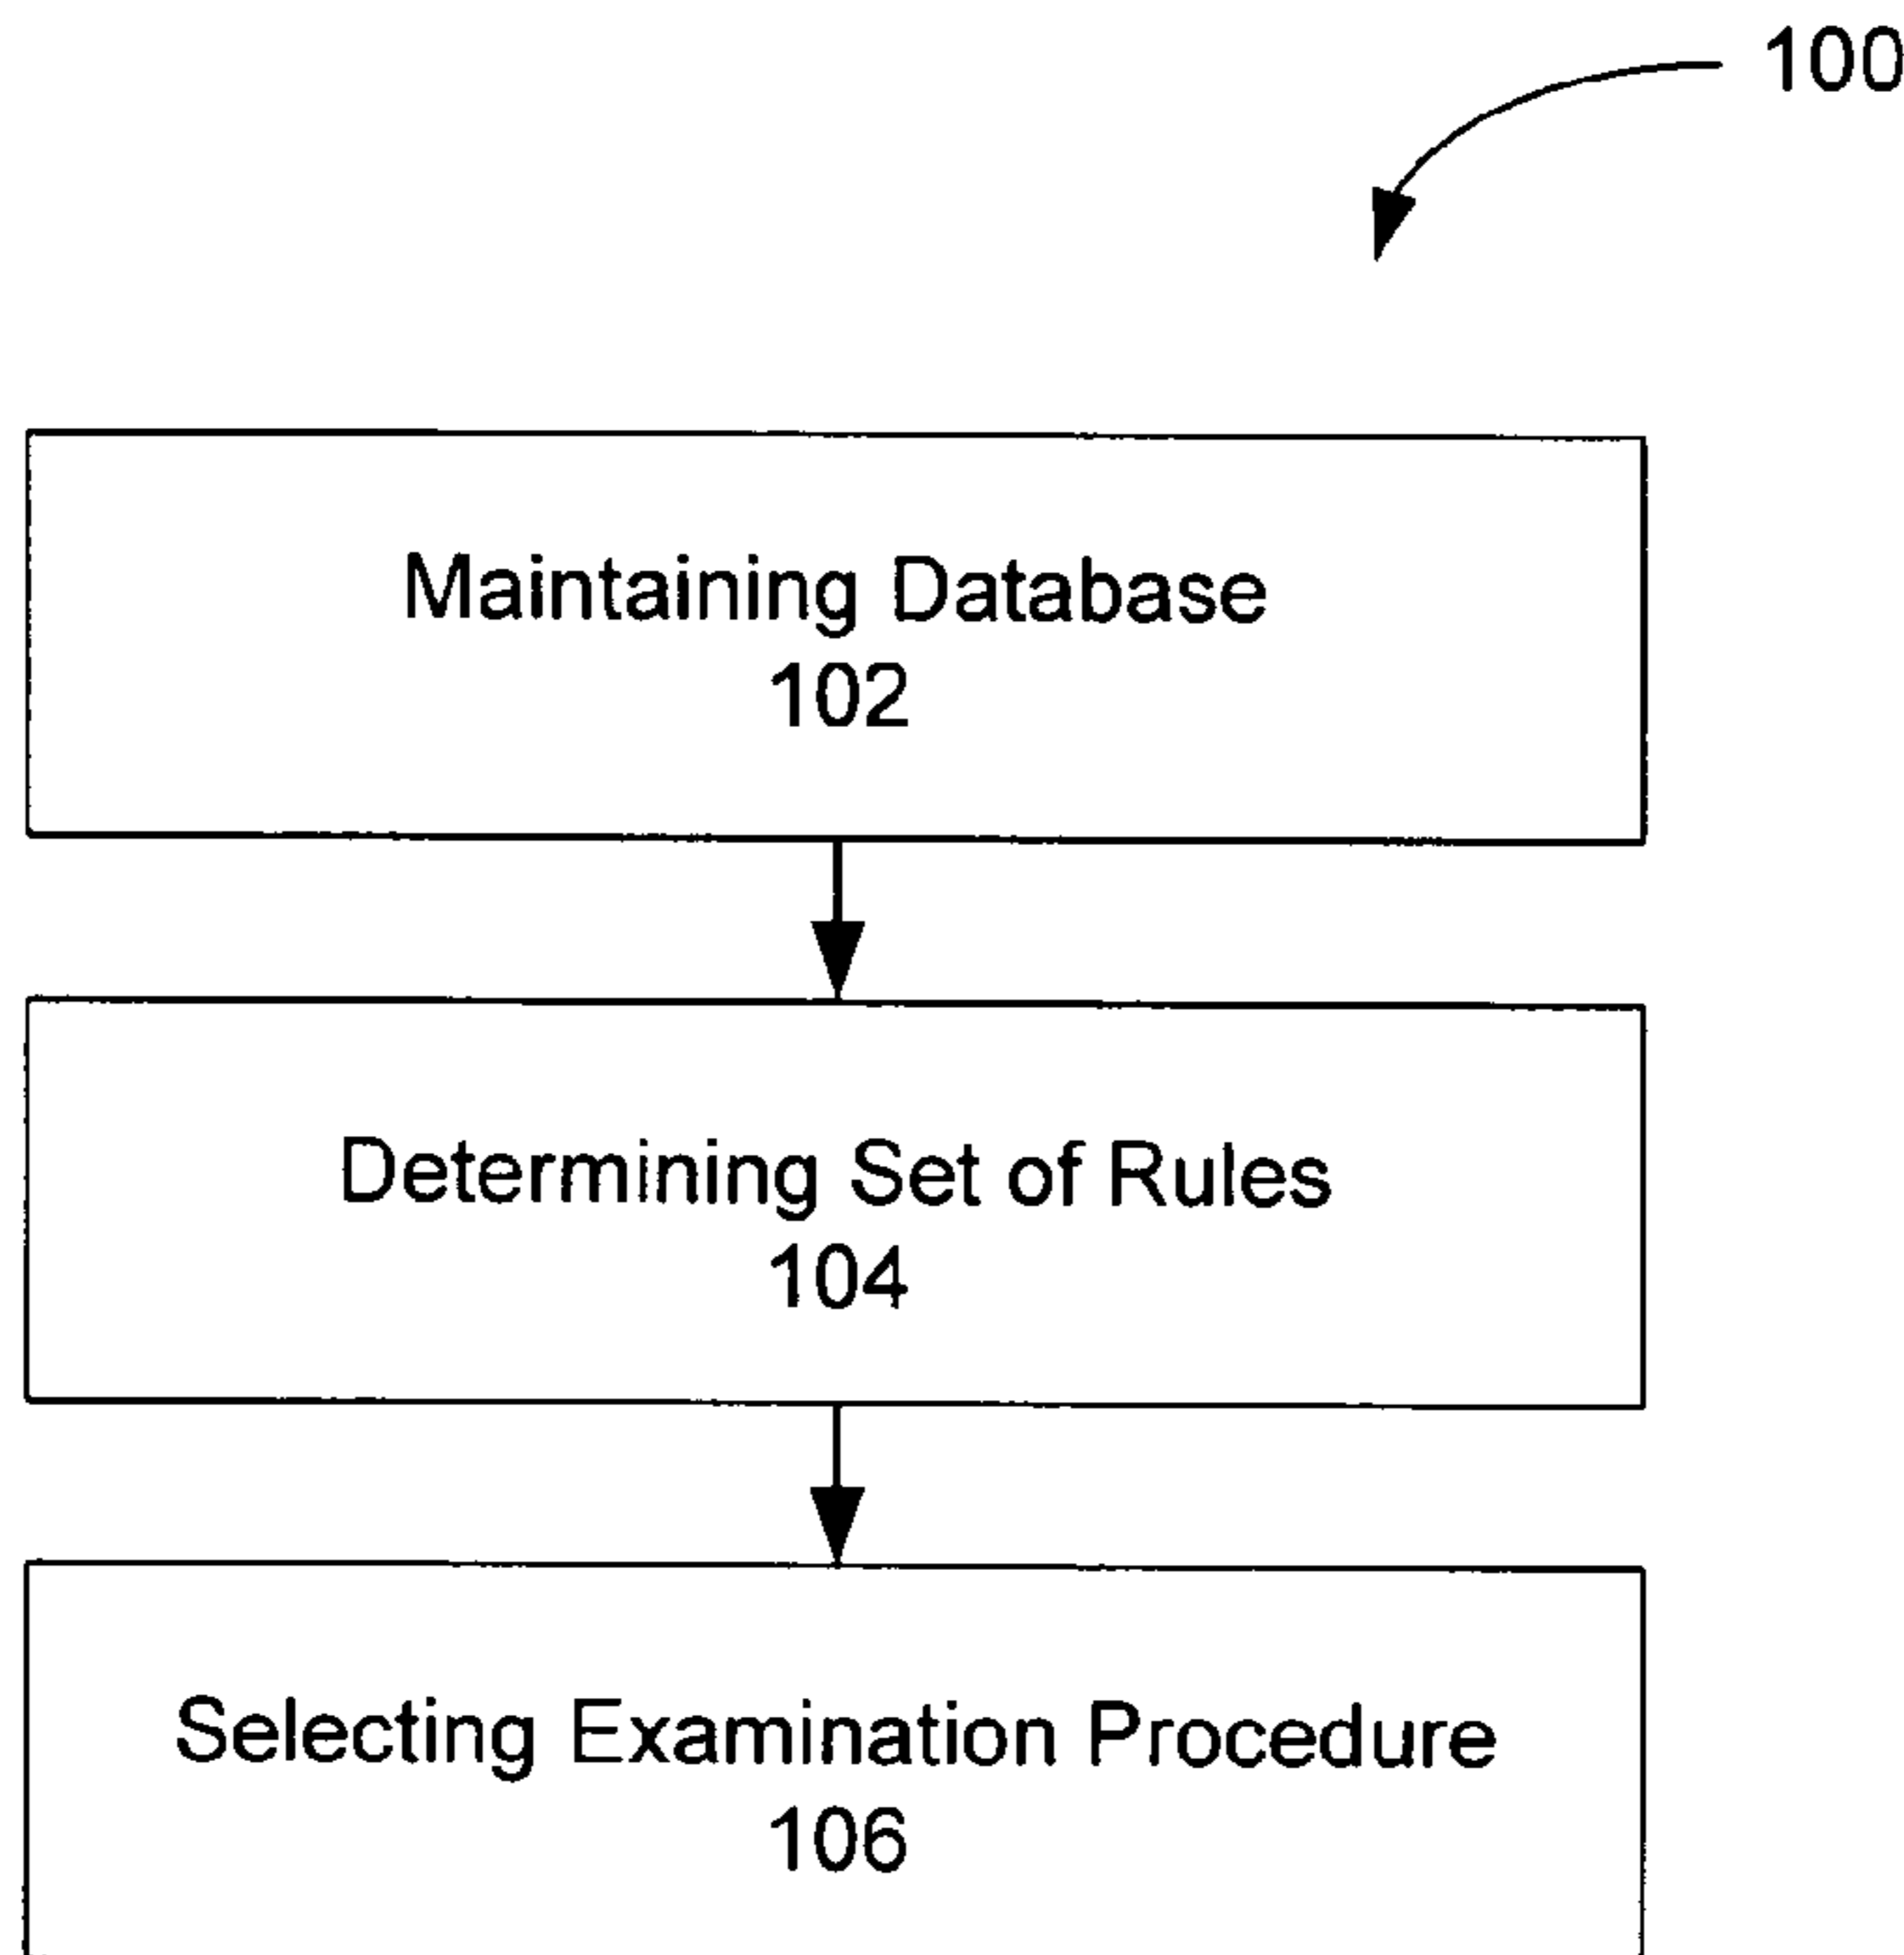 100
Maintaining Database
102
Determining Set of Rules
104
Selecting Examination Procedure
106